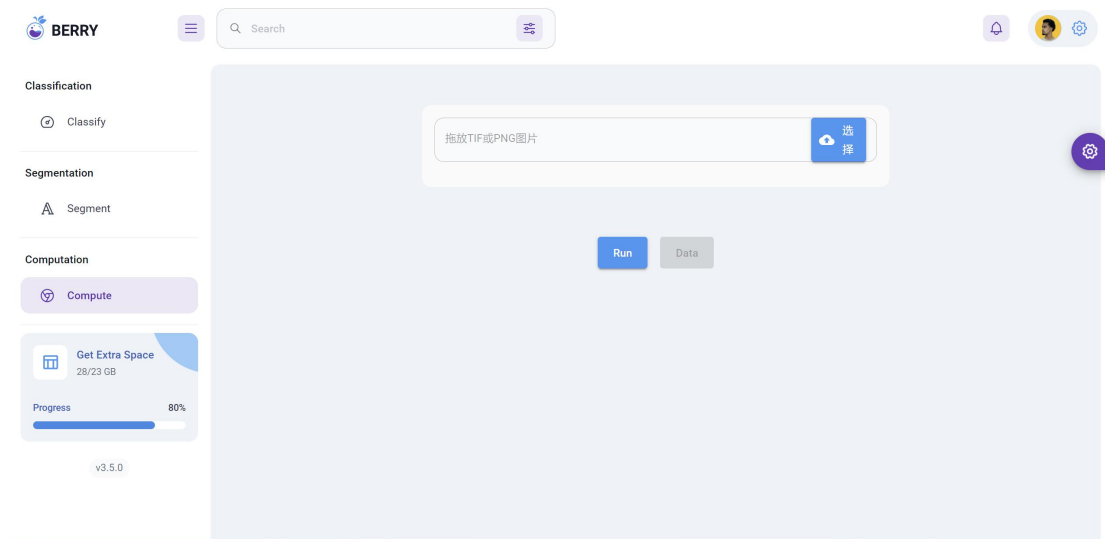 BERRY
Search
Classification
Classify
Segmentation
Segment
Computation
Compute
Get Extra Space
28/23 GB
Progress 80%
v3.5.0
拖放TIF或PNG图片
选
择
Run Data